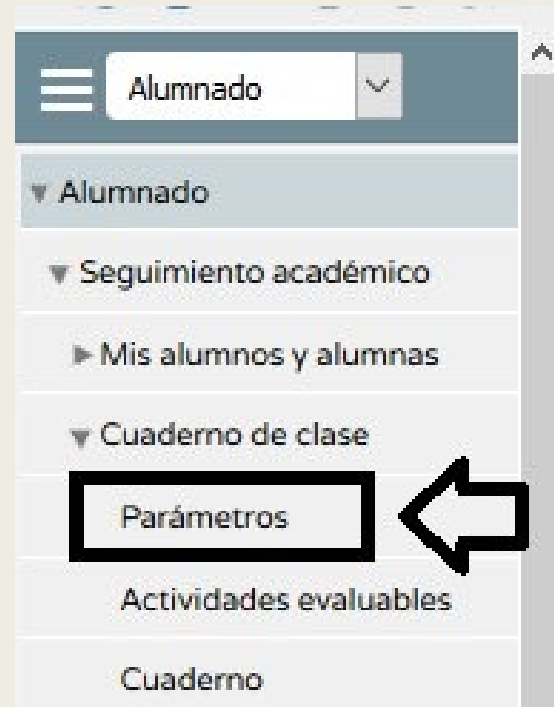 Alumnado
Alumnado
Seguimiento académico
Mis alumnos y alumnas
Cuaderno de clase
Parámetros
Actividades evaluables
Cuaderno